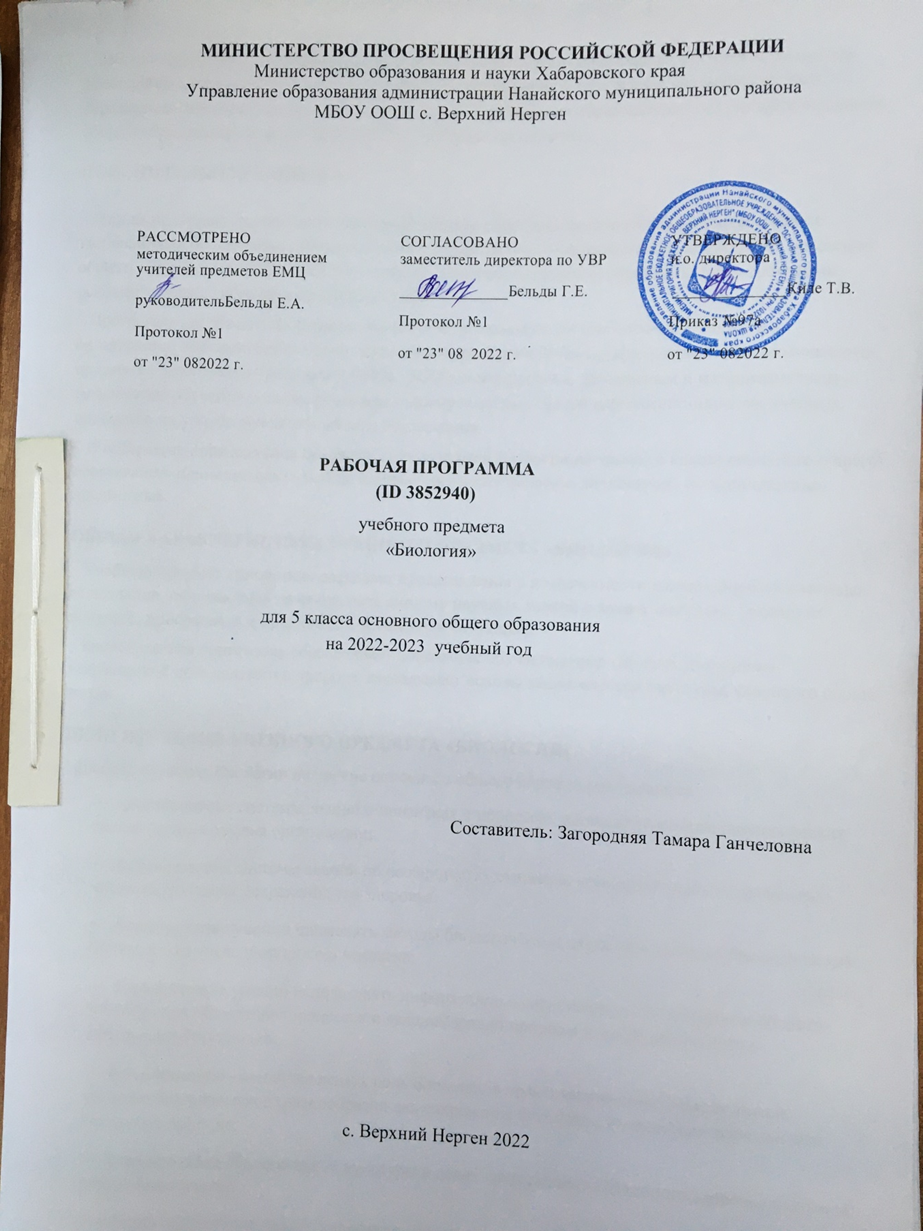 МИНИСТЕРСТВО ПРОСВЕЩЕНИЯ РОССИЙСКОЙ ФЕДЕРАЦИИ
Министерство образования и науки Хабаровского края
Управление образования администрации Нанайского муниципального района
МБОУ ООШ с. Верхний Нерген
РАССМОТРЕНО
методическим объединением
учителей предметов ЕМЦ
руководительБельды Е.А.
Протокол №1
от "23" 082022 г.
СОГЛАСОВАНО
заместитель директора по УВР
______________Бельды Г.Е.
Протокол №1
от "23" 08 2022 г.
УТВЕРЖДЕНО
И.о. директора
______________Киле Т.В.
Приказ №97а
от "23" 082022 г.
РАБОЧАЯ ПРОГРАММА
(ID 3852940)
учебного предмета
«Биология»
для 5 класса основного общего образования
на 2022-2023 учебный год
Составитель: Загородняя Тамара Ганчеловна
с. Верхний Нерген 2022